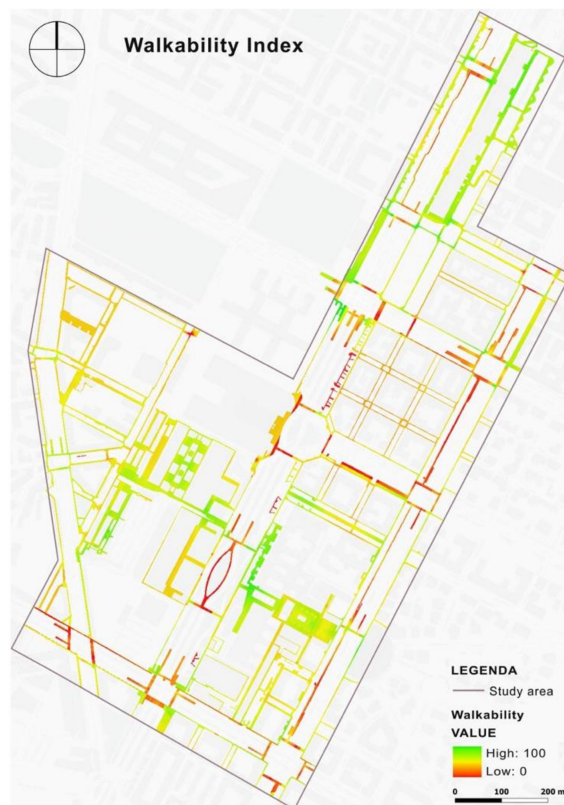 Walkability Index
LEGENDA
Study area
Walkability
VALUE
High: 100
Low: 0
0 100 200 m